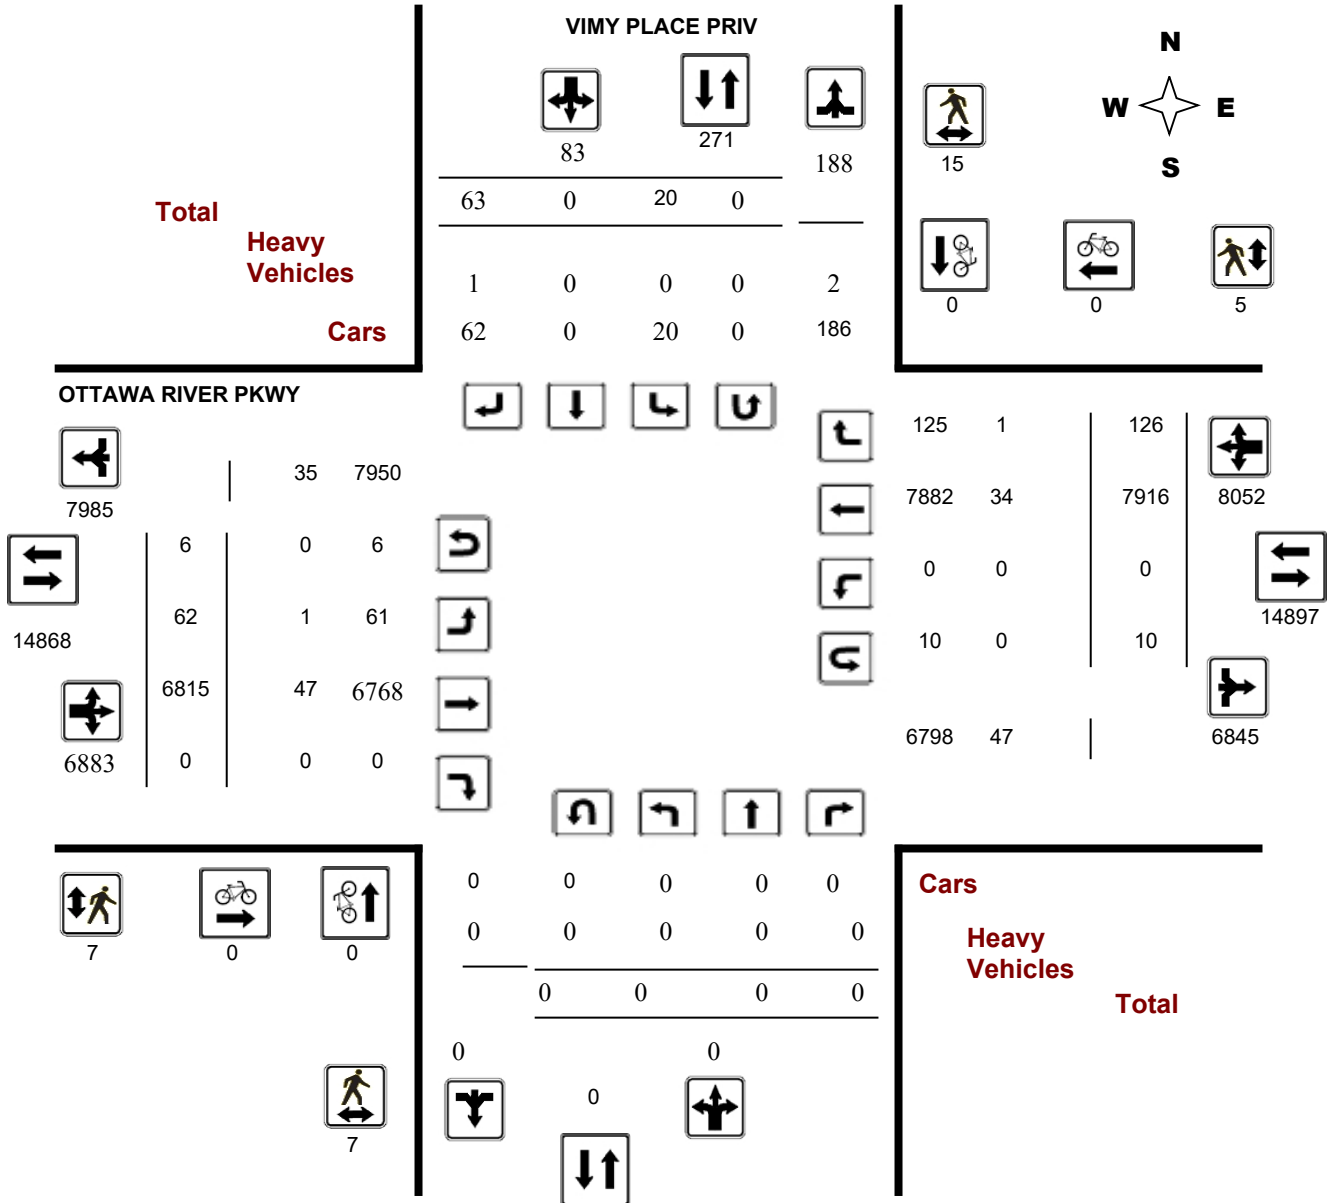 VIMY PLACE PRIV
N
W E
S
83
271
188
15
63 0 20 0
Total
Heavy
Vehicles
1 0 0 0 2
0 0 5
Cars
62 0 20 0 186
OTTAWA RIVER PKWY
125 1 126
35 7950
7985
7882 34 7916 8052
6 0 6
0 0 0
62 1 61
14868
14897
10 0 10
6815 47 6768
6883
0 0 0
6798 47 6845
0 0 0 0 0
Cars
7 0 0
0 0 0 0 0
Heavy
Vehicles
0 0 0 0
Total
0 0
0
7